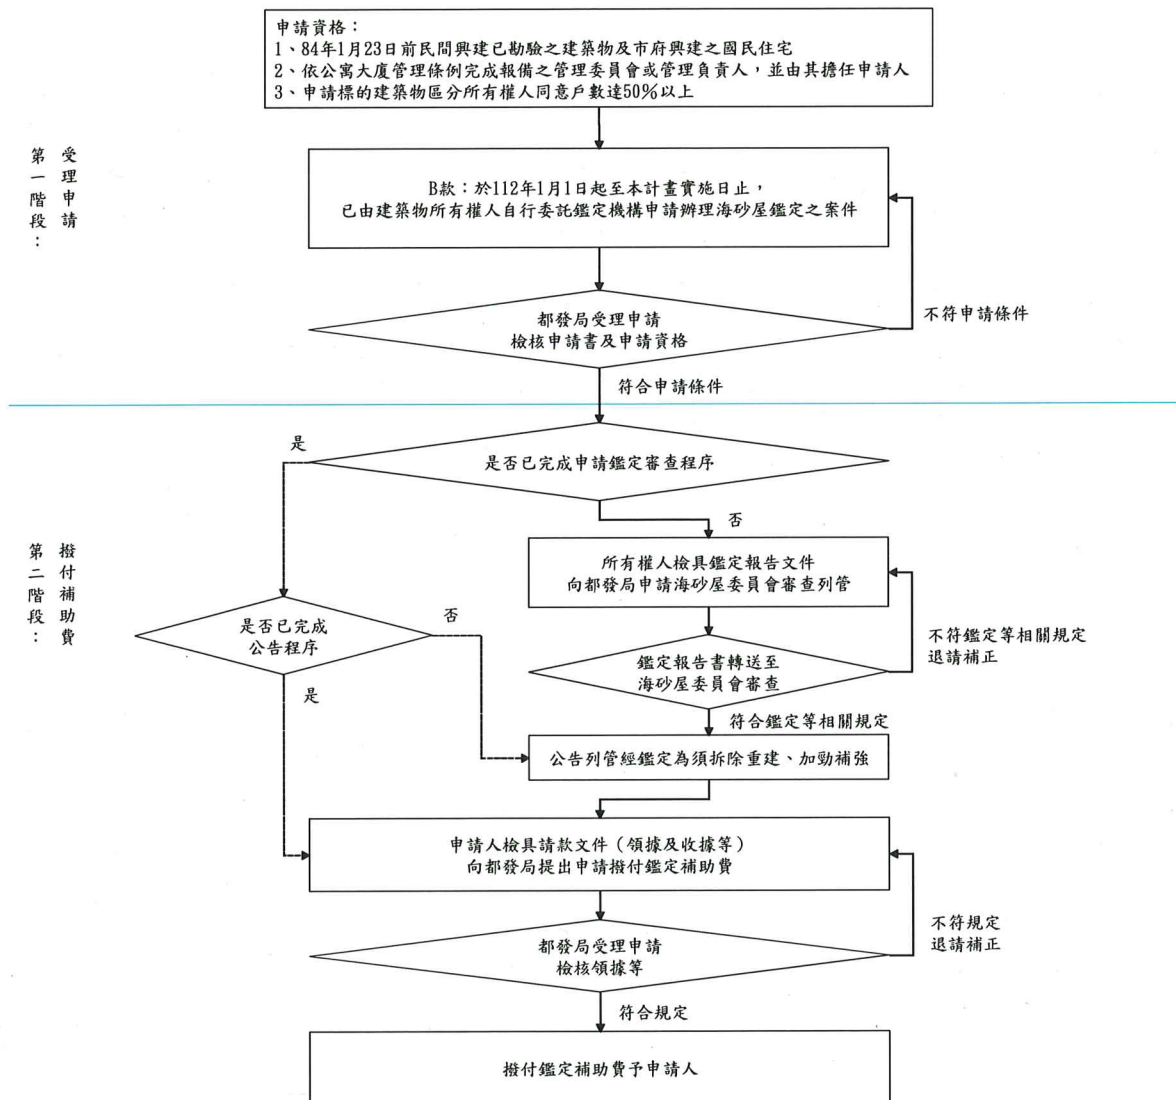 申請資格：
1、84年1月23日前民間興建已勘驗之建築物及市府興建之國民住宅
2、依公寓大廈管理條例完成報備之管理委員會或管理負責人，並由其擔任申請人
3、申請標的建築物區分所有權人同意戶數達50%以上
第一階段：
受理申請
B款：於112年1月1日起至本計畫實施日止，
已由建築物所有權人自行委託鑑定機構申請辦理海砂屋鑑定之案件
都發局受理申請
檢核申請書及申請資格
不符申請條件
符合申請條件
第二階段：
撥付補助費
是否已完成申請鑑定審查程序
是
否
所有權人檢具鑑定報告文件
向都發局申請海砂屋委員會審查列管
是否已完成
公告程序
否
是
鑑定報告書轉送至
海砂屋委員會審查
不符鑑定等相關規定
退請補正
符合鑑定等相關規定
公告列管經鑑定為須拆除重建、加勁補強
申請人檢具請款文件（領據及收據等）
向都發局提出申請撥付鑑定補助費
都發局受理申請
檢核領據等
不符規定
退請補正
符合規定
撥付鑑定補助費予申請人